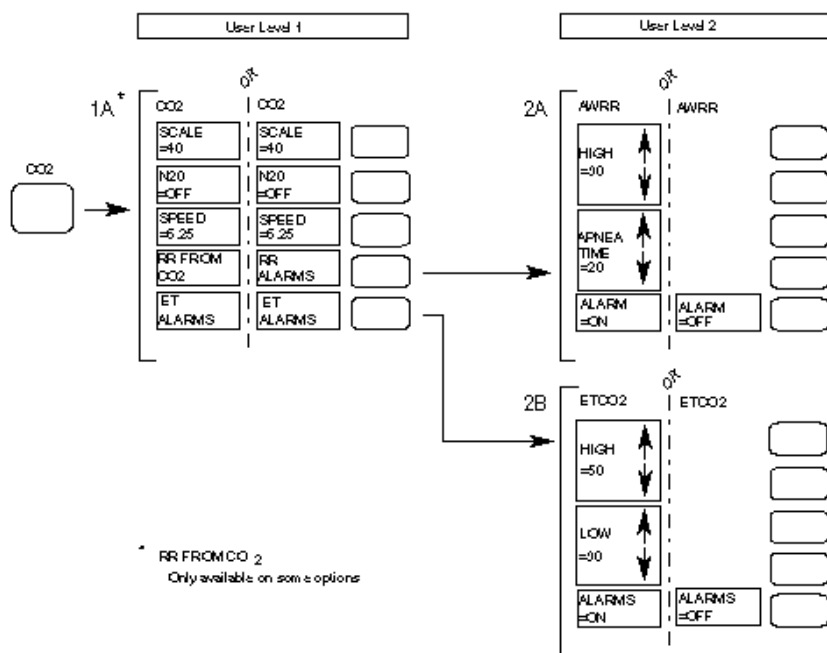 User Level 1
User Level 2
CO2
1A*
OR
CO2
SCALE
=40
N20
=OFF
SPEED
=6.25
RR FROM
CO2
ET
ALARMS
CO2
SCALE
=40
N20
=OFF
SPEED
=6.25
RR
ALARMS
ET
ALARMS
2A
OR
AWRR
HIGH
APNEA
TIME
=20
ALARM
=ON
AWRR
ALARM
=OFF
2B
OR
ETCO2
HIGH
=50
LOW
ALARMS
=ON
ETCO2
ALARMS
=OFF
* RR FROM CO2
Only available on some options